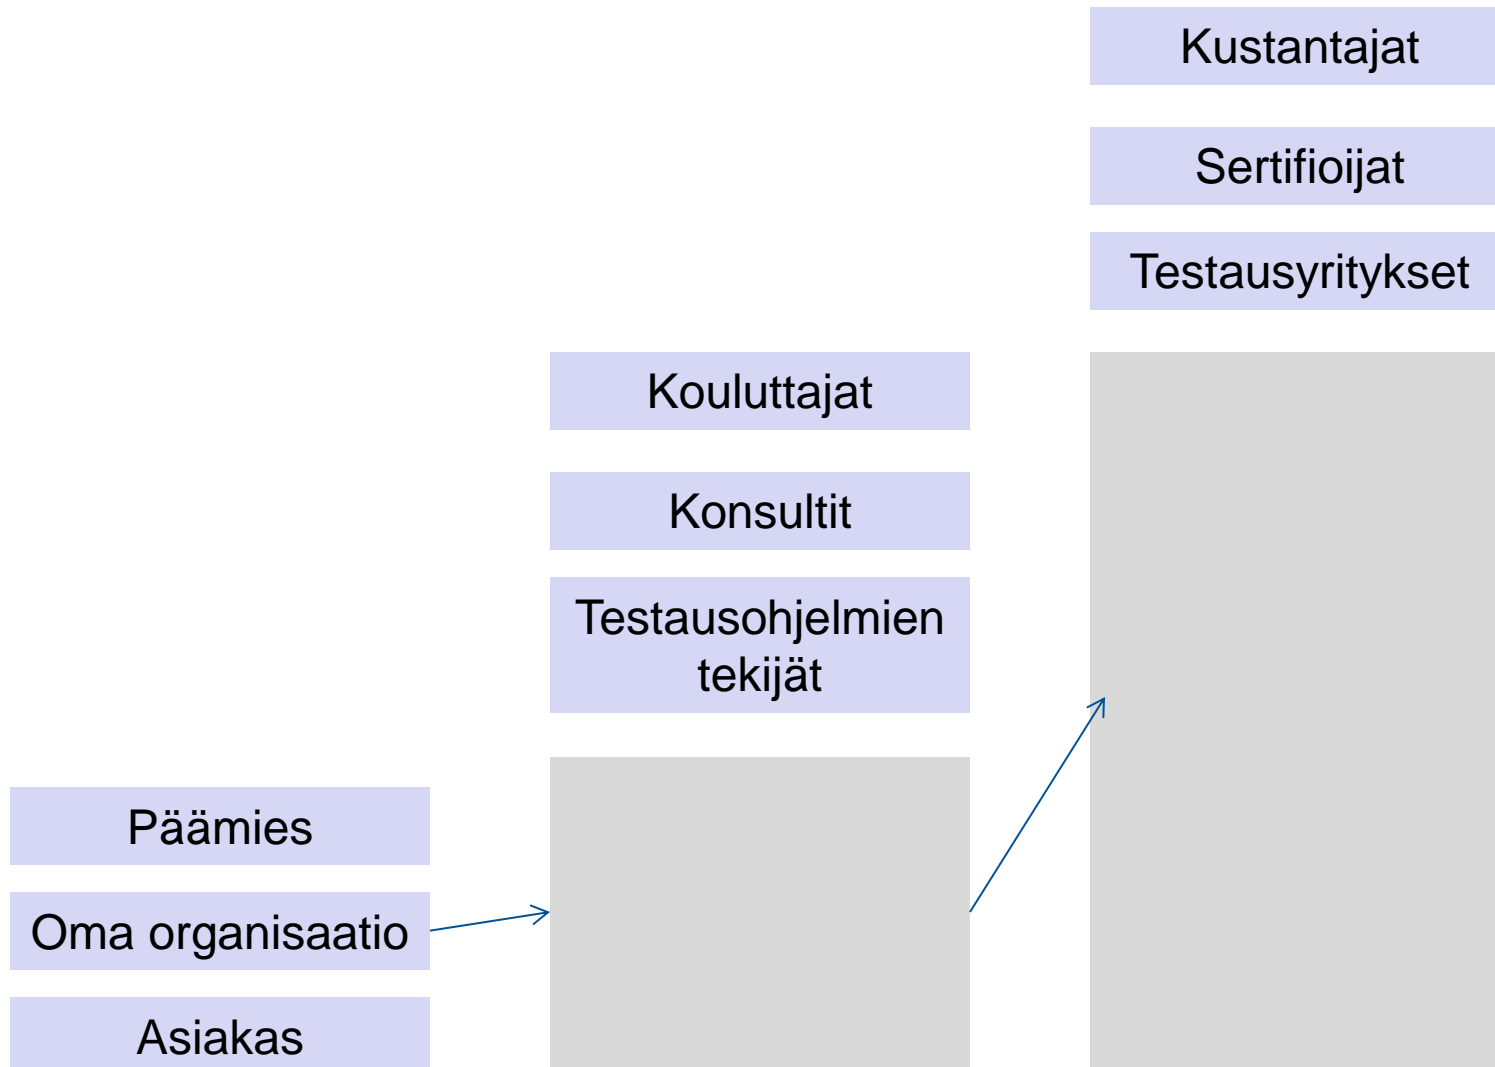 Kustantajat
Sertifioijat
Testausyritykset
Kouluttajat
Konsultit
Testausohjelmien
tekijät
Päämies
Oma organisaatio
Asiakas